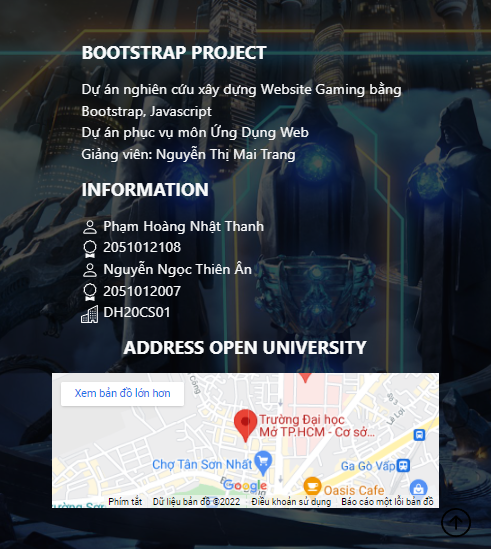 BOOTSTRAP PROJECT
Dự án nghiên cứu xây dựng Website Gaming bằng
Bootstrap, Javascript
Dự án phục vụ môn Ứng Dụng Web
Giảng viên: Nguyễn Thị Mai Trang
INFORMATION
Phạm Hoàng Nhật Thanh
2051012108
Nguyễn Ngọc Thiên Ân
2051012007
DH20CS01
ADDRESS OPEN UNIVERSITY
Xem bản đồ lớn hơn
Lê Lợi
Trường Đại học
Mở TP.HCM - Cơ sở...
Chợ Tân Sơn Nhất
Ga Gò Vấp
Google
Oasis Cafe
Phím tắt Dữ liệu bản đồ ©2022 Điều khoản sử dụng Báo cáo một lỗi bản đồ